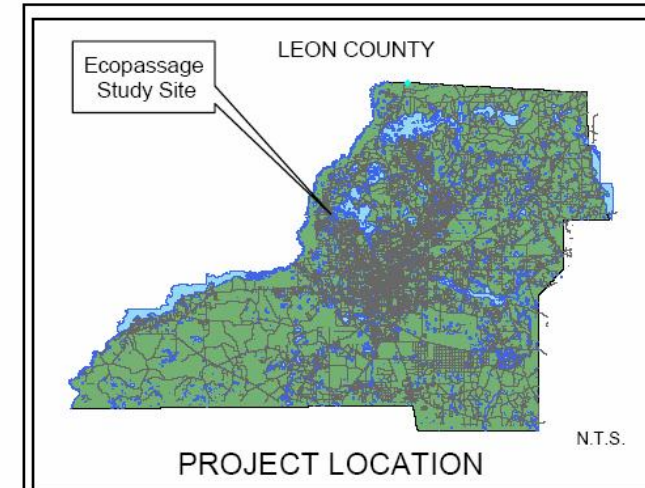 LEON COUNTY
Ecopassage
Study Site
N.T.S.
PROJECT LOCATION